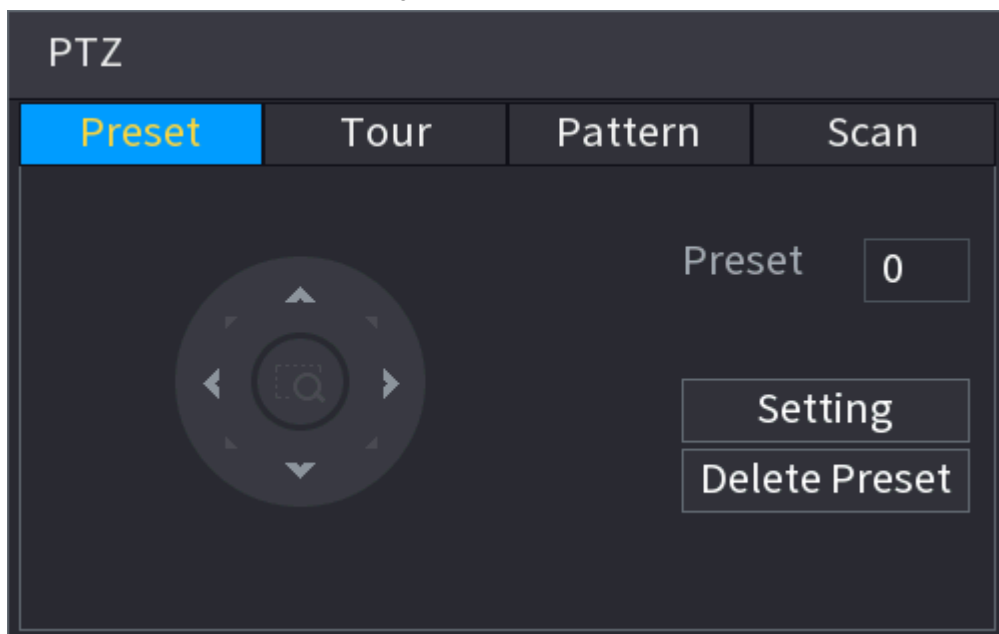 PTZ
Preset Tour Pattern Scan
Preset 0
Setting
Delete Preset